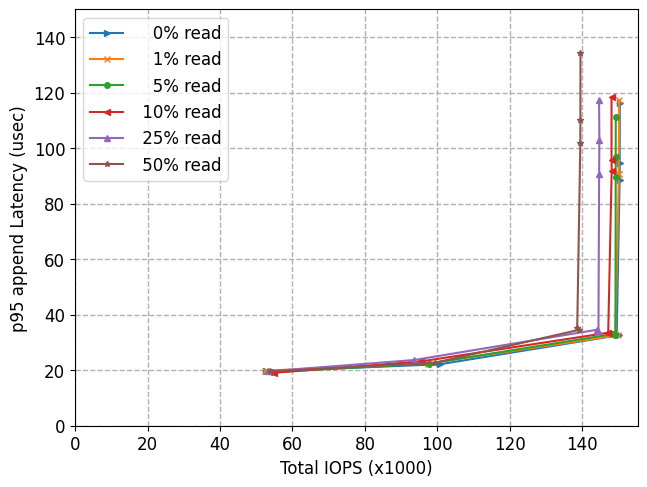 0% read
1% read
5% read
10% read
25% read
50% read
p95 append Latency (usec)
140
120
100
80
60
40
20
0
0 20 40 60 80 100 120 140
Total IOPS (x1000)